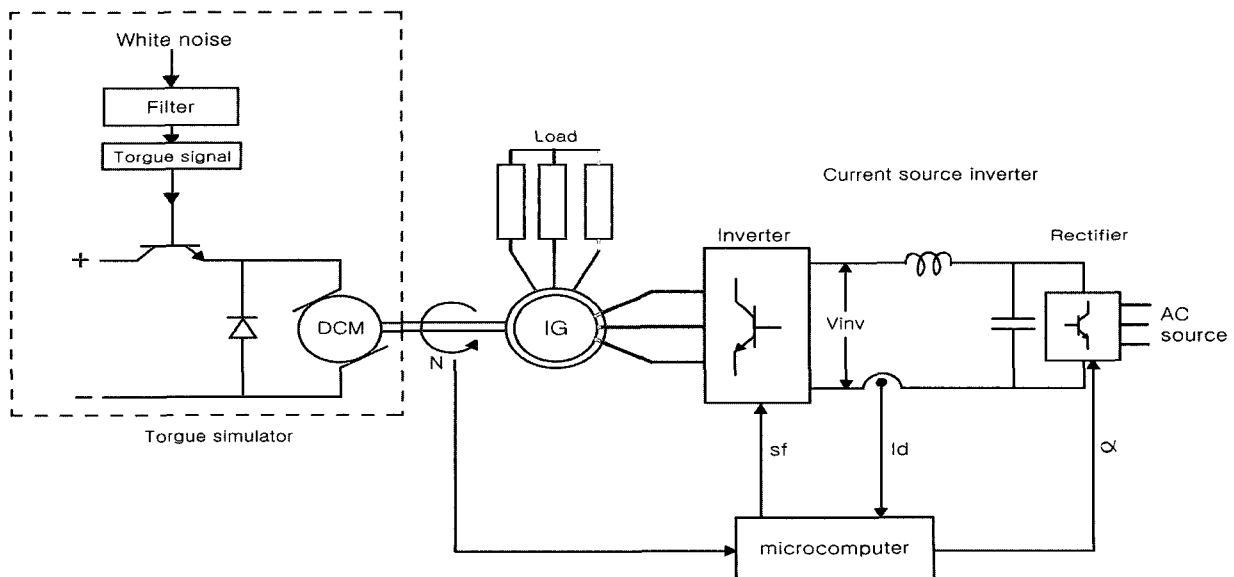 White noise
Filter
Torgue signal
+
DCM
−
Torgue simulator
N
Load
IG
Current source inverter
Inverter
Rectifier
Vinv
AC
source
sf
Id
α
microcomputer